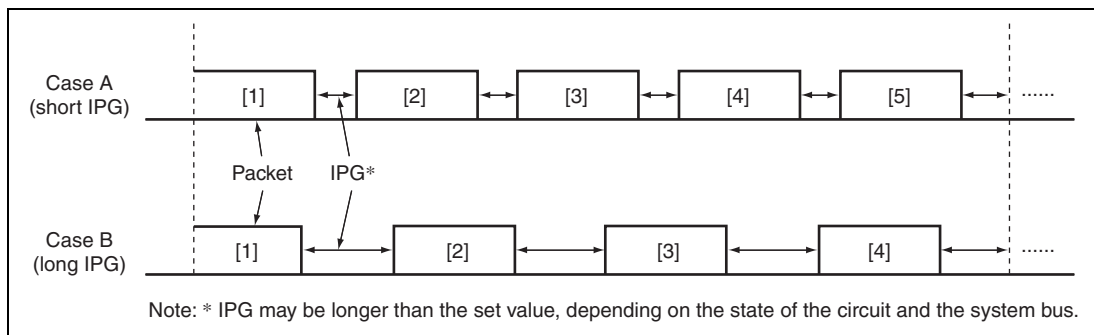 Case A
(short IPG)
[1] [2] [3] [4] [5] ......
Packet IPG*
Case B
(long IPG)
[1] [2] [3] [4] ......
Note: * IPG may be longer than the set value, depending on the state of the circuit and the system bus.